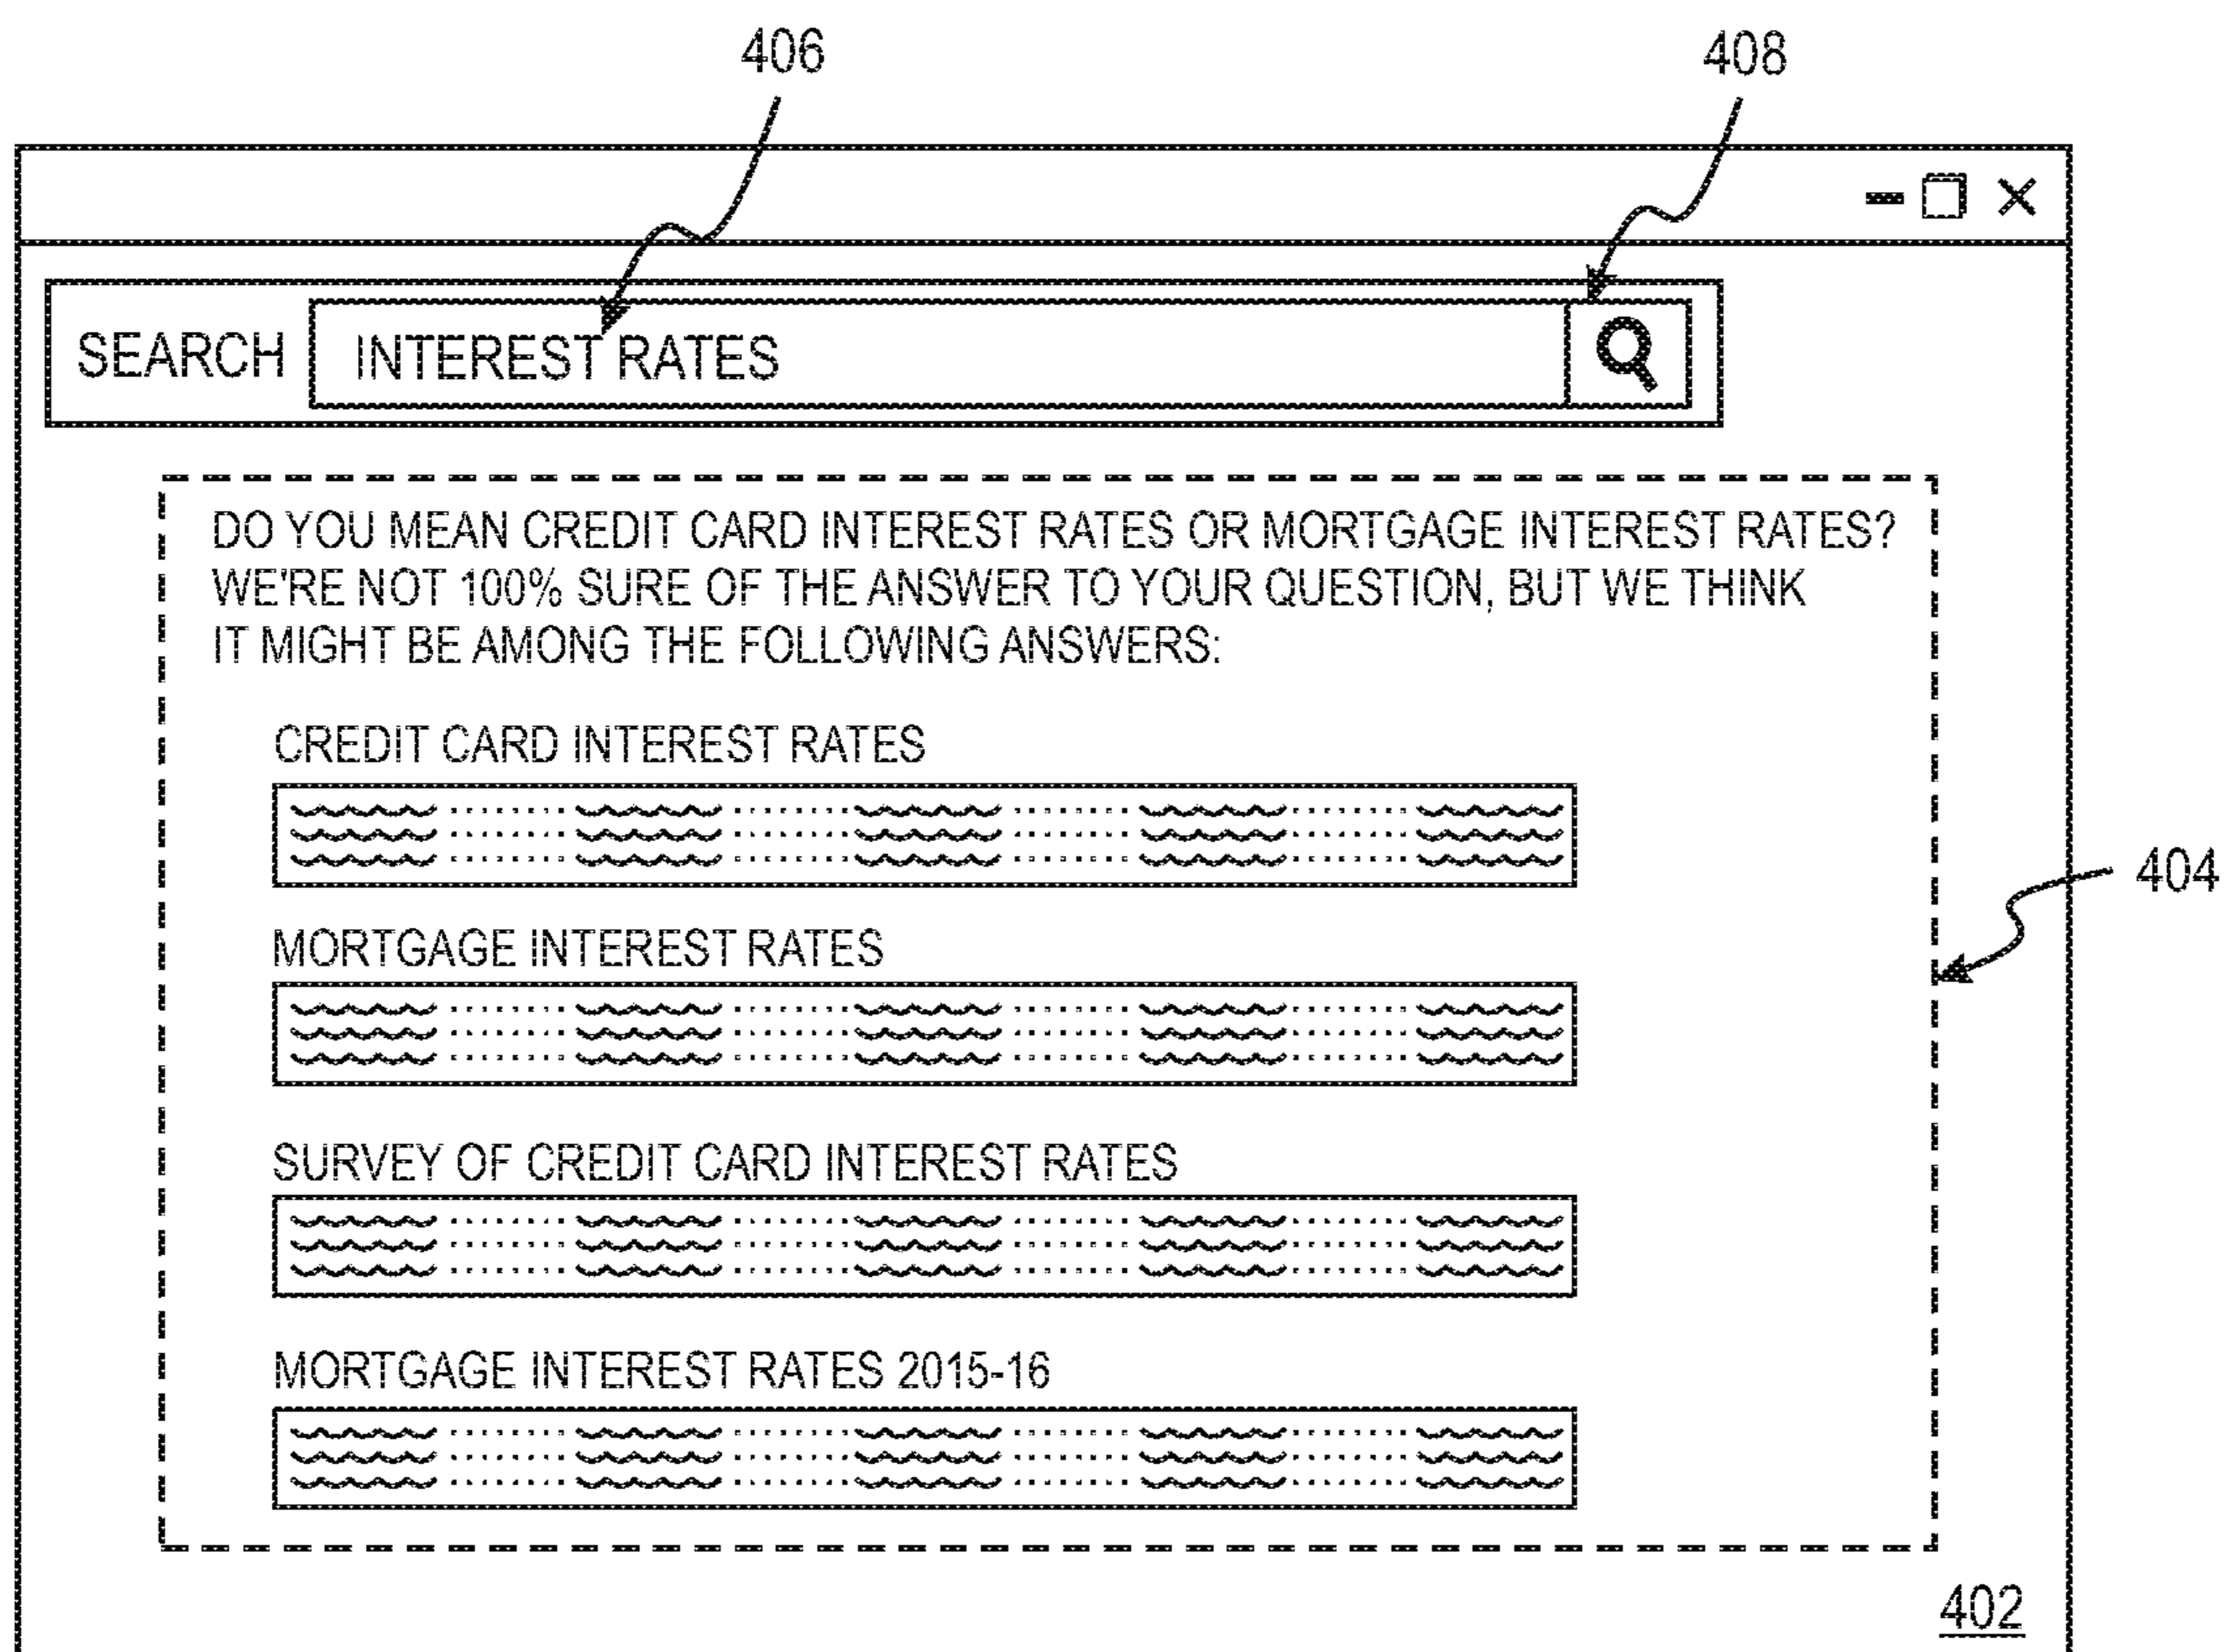 406
408
SEARCH INTEREST RATES
DO YOU MEAN CREDIT CARD INTEREST RATES OR MORTGAGE INTEREST RATES?
WE'RE NOT 100% SURE OF THE ANSWER TO YOUR QUESTION, BUT WE THINK
IT MIGHT BE AMONG THE FOLLOWING ANSWERS:
CREDIT CARD INTEREST RATES
404
MORTGAGE INTEREST RATES
SURVEY OF CREDIT CARD INTEREST RATES
MORTGAGE INTEREST RATES 2015-16
402